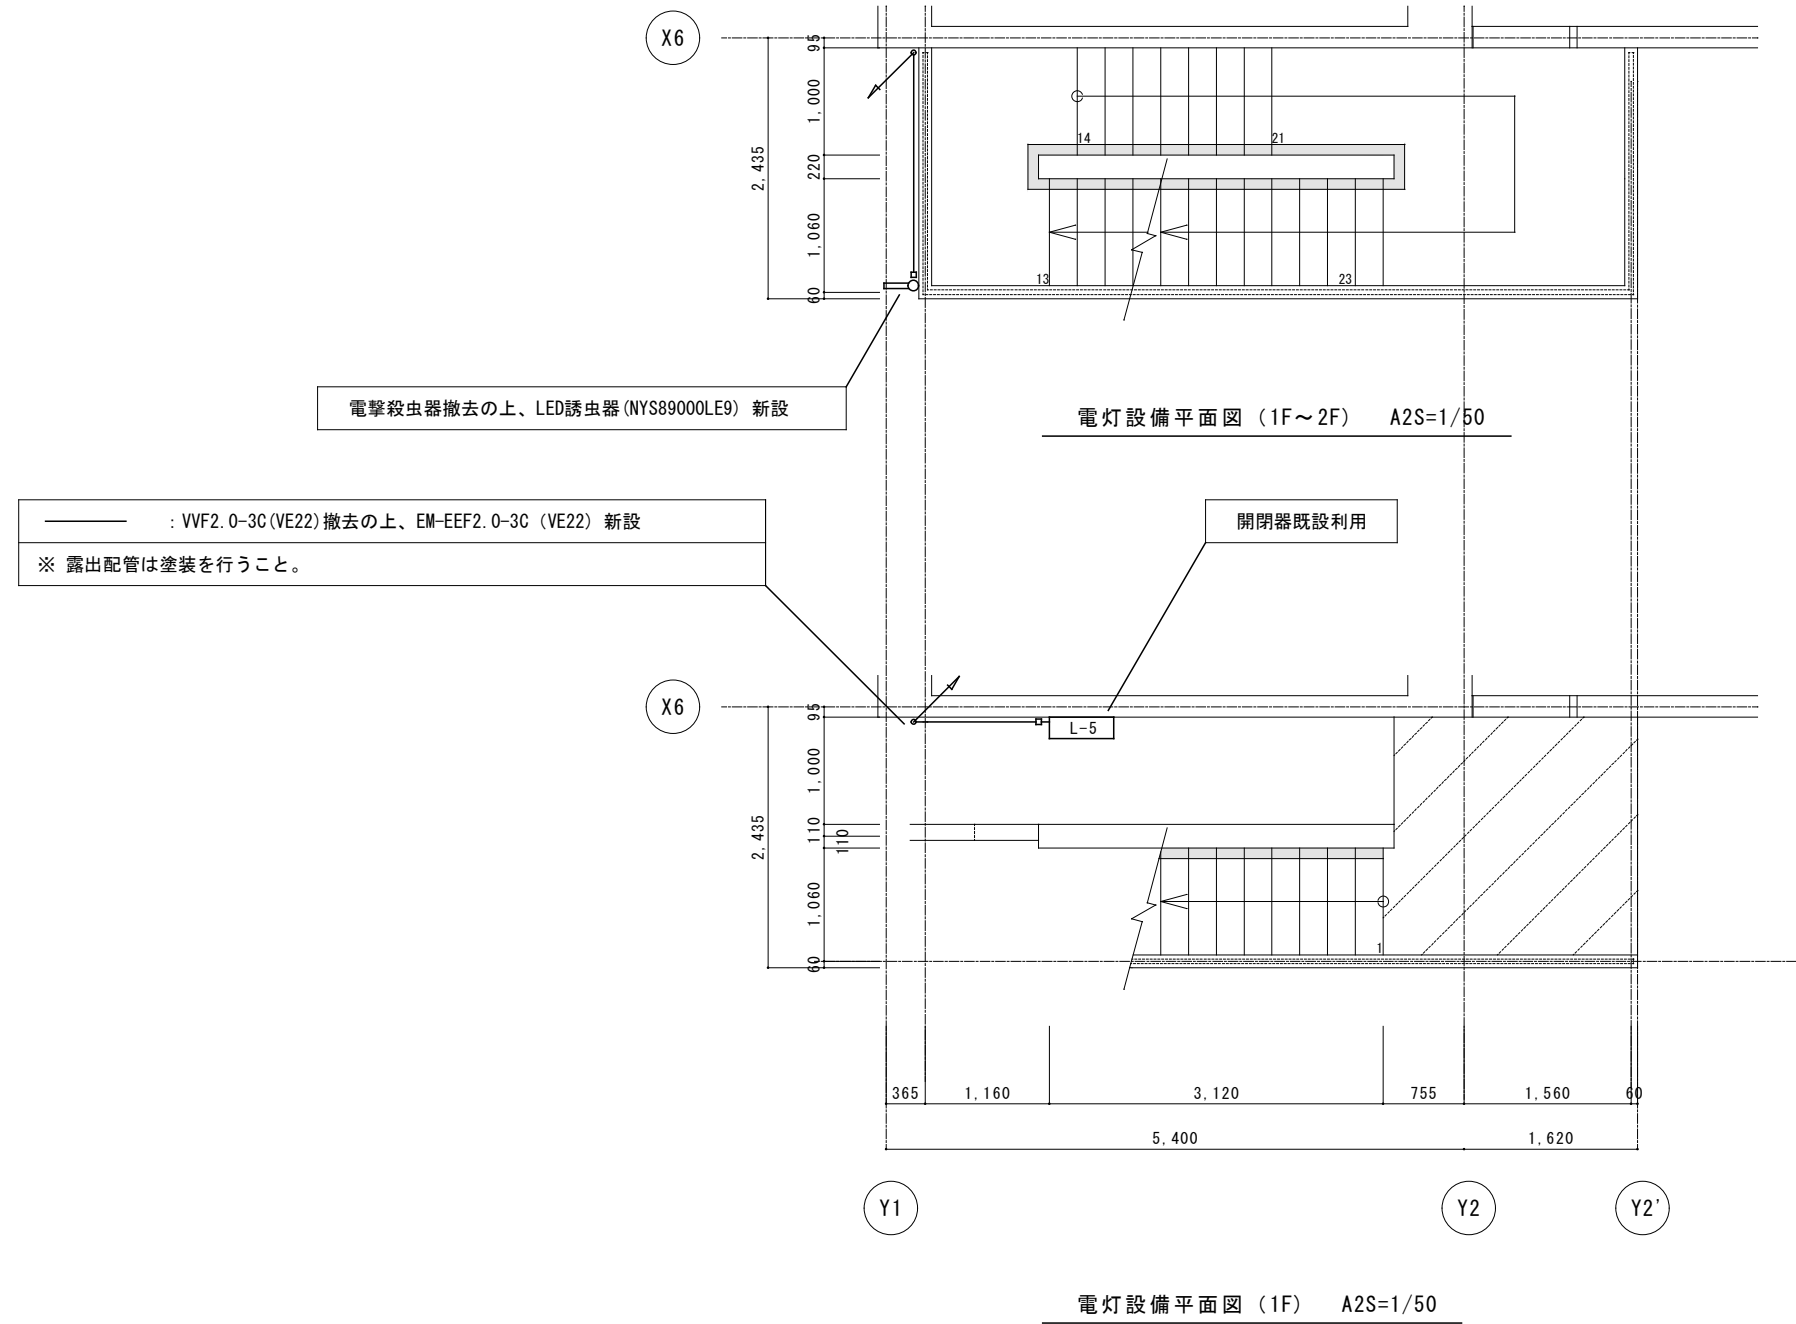 X6
95
1,000
220
1,060
60
2,435
14
21
13
23
電撃殺虫器撤去の上、LED誘虫器(NYS89000LE9) 新設
電灯設備平面図 (1F~2F) A2S=1/50
: VVF2.0-3C(VE22)撤去の上、EM-EEF2.0-3C (VE22) 新設
※ 露出配管は塗装を行うこと。
開閉器既設利用
X6
L-5
95
1,000
110
110
1,060
60
2,435
1
365
1,160
3,120
755
1,560
60
5,400
1,620
Y1
Y2
Y2'
電灯設備平面図 (1F) A2S=1/50